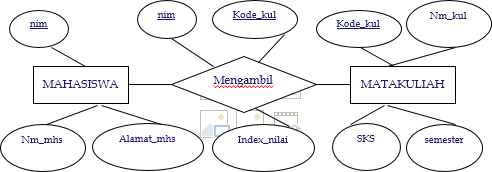 nim
nim
Kode_kul
Kode_kul
Nm_kul
MAHASISWA
Mengambil
MATAKULIAH
Nm_mhs
Alamat_mhs
Index_nilai
SKS
semester